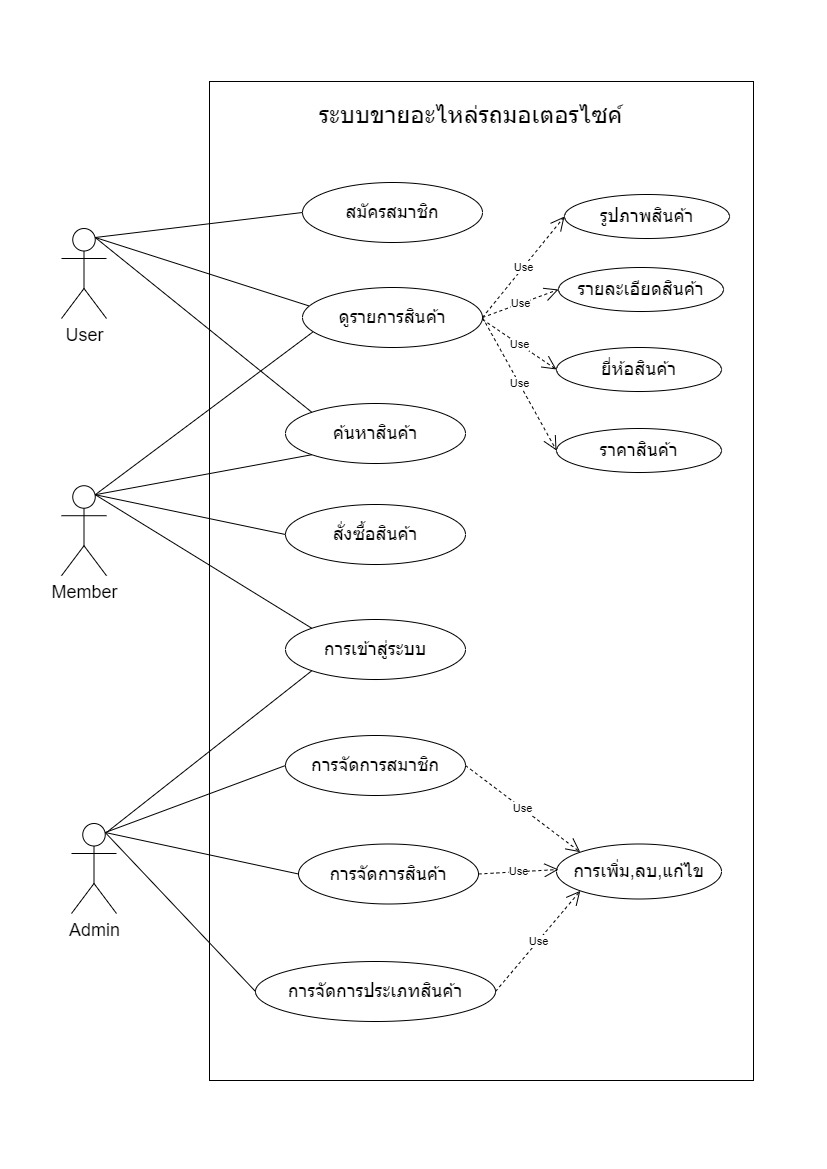 ระบบขายอะไหล่รถมอเตอรไซค์
สมัครสมาชิก
รูปภาพสินค้า
User
Use
ดูรายการสินค้า
รายละเอียดสินค้า
Use
Use
ยี่ห้อสินค้า
Use
ค้นหาสินค้า
ราคาสินค้า
Member
สั่งซื้อสินค้า
การเข้าสู่ระบบ
การจัดการสมาชิก
Use
Admin
การจัดการสินค้า
Use
การเพิ่ม,ลบ,แก้ไข
Use
การจัดการประเภทสินค้า